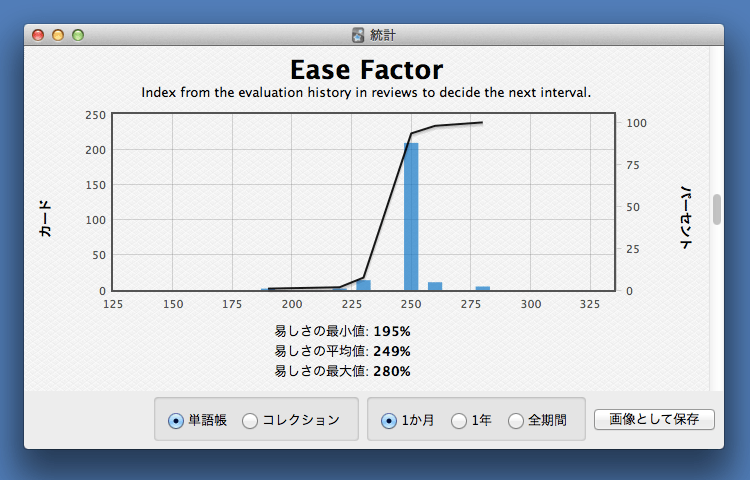 統計
Ease Factor
Index from the evaluation history in reviews to decide the next interval.
250
200
150
100
50
0
カード
100
75
50
25
0
パーセント
125 150 175 200 225 250 275 300 325
易しさの最小値: 195%
易しさの平均値: 249%
易しさの最大値: 280%
単語帳 コレクション 1か月 1年 全期間 画像として保存